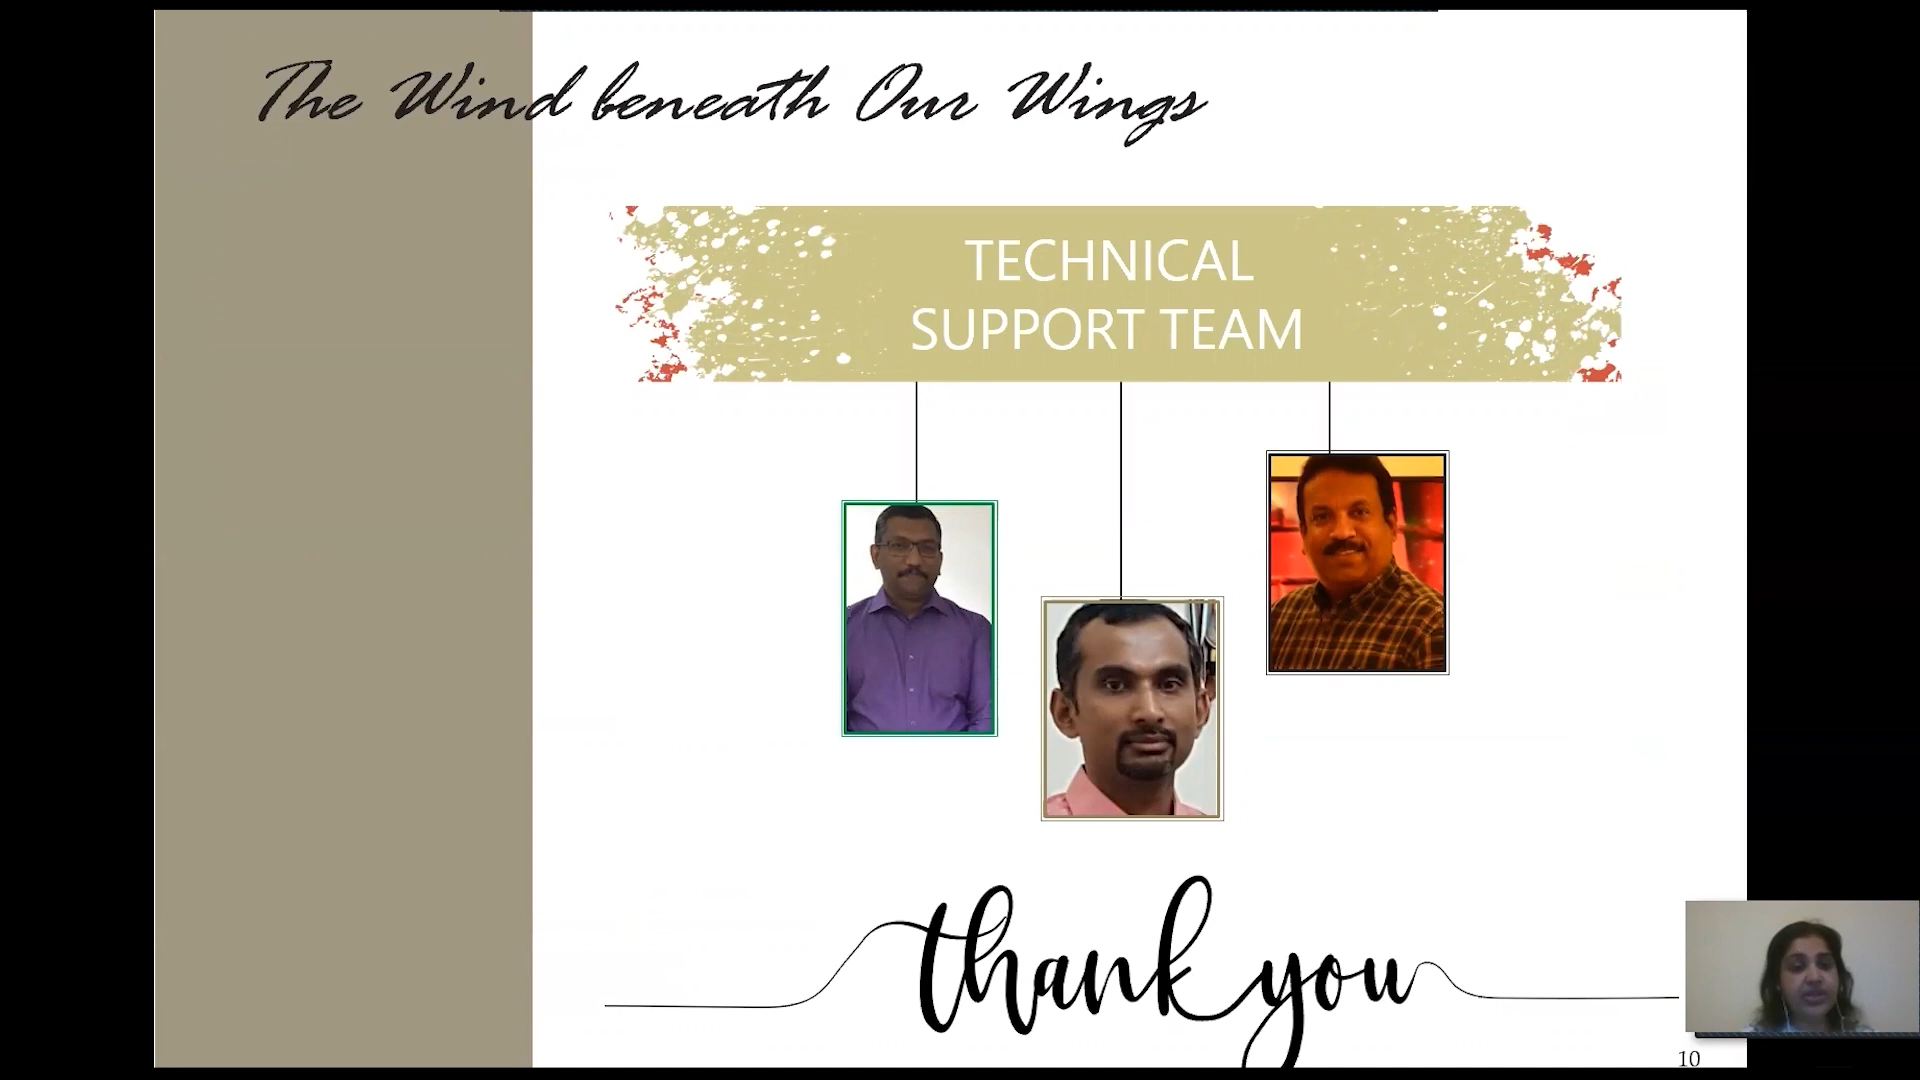 The Wind beneath Our Wings
TECHNICAL
SUPPORT TEAM
thank you
10